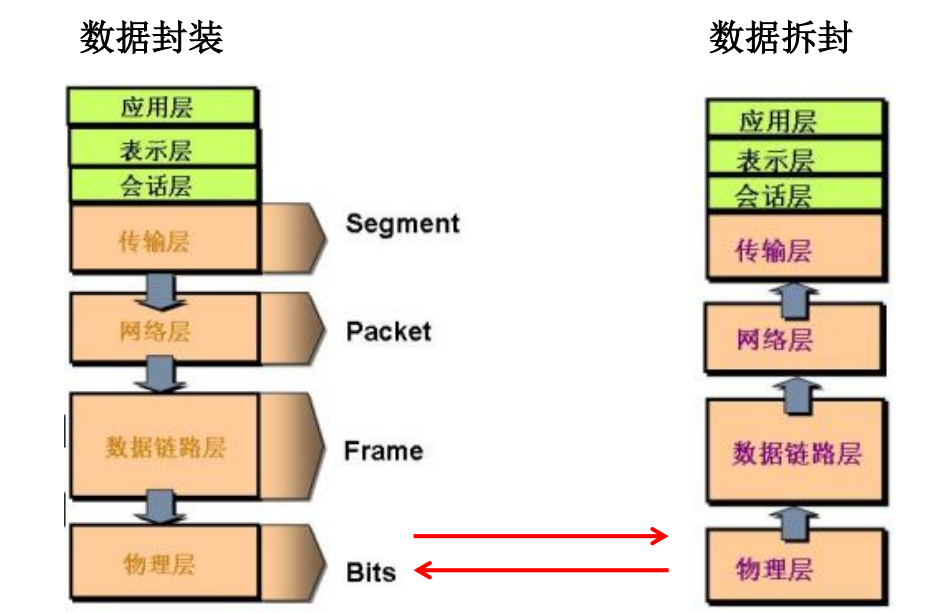 数据封装
应用层
表示层
会话层
传输层
Segment
网络层
Packet
数据链路层
Frame
物理层
Bits
数据拆封
应用层
表示层
会话层
传输层
网络层
数据链路层
物理层